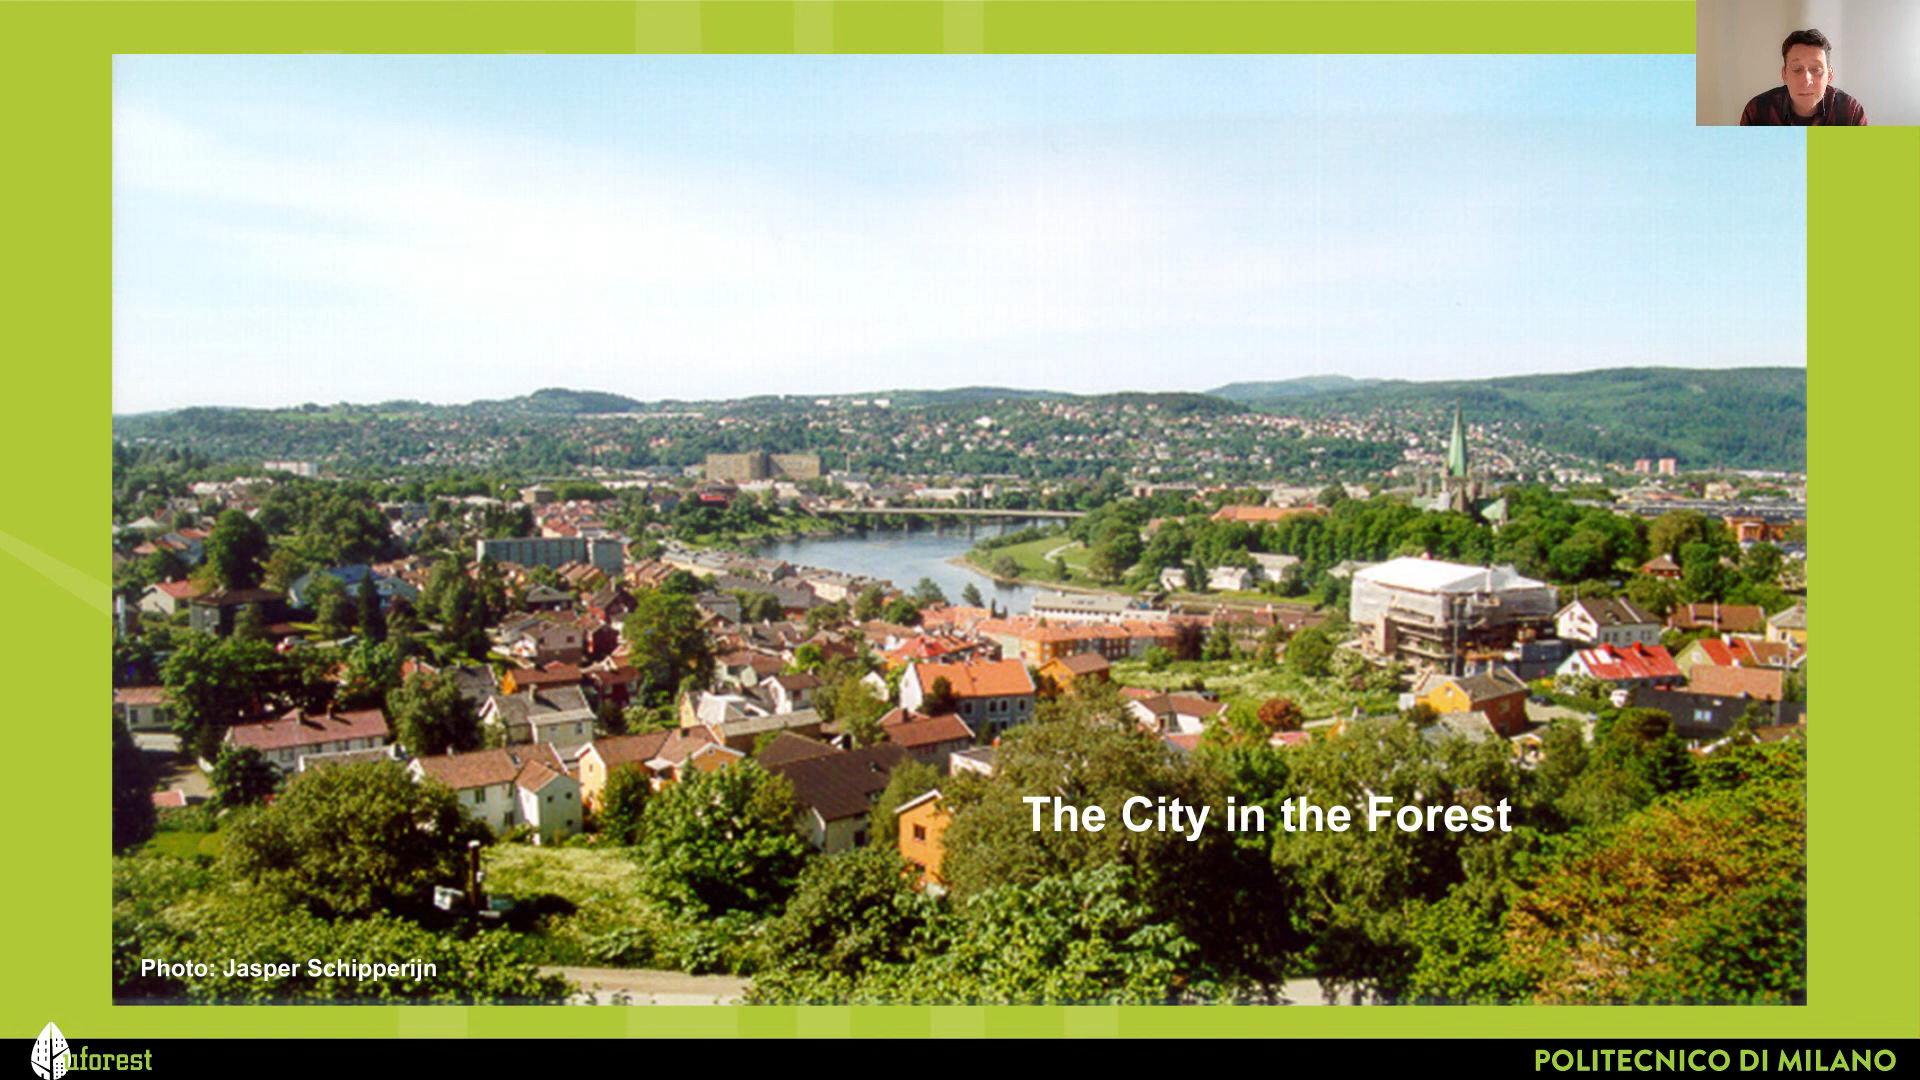 The City in the Forest
Photo: Jasper Schipperijn
uforest
POLITECNICO DI MILANO